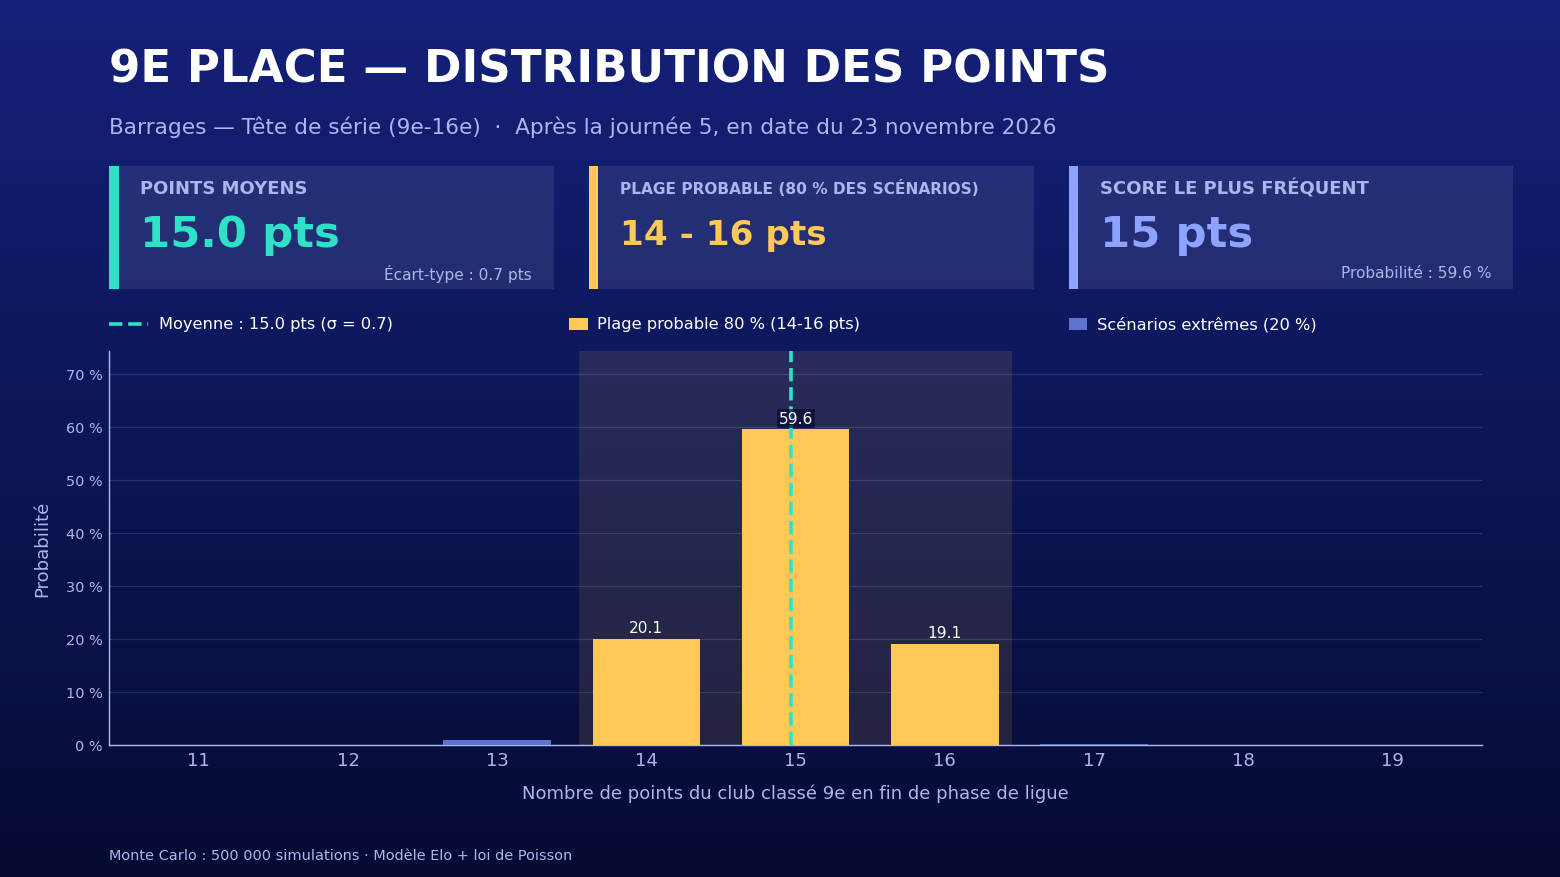 9E PLACE — DISTRIBUTION DES POINTS
Barrages — Tête de série (9e-16e) · Après la journée 5, en date du 23 novembre 2026
POINTS MOYENS
15.0 pts
Écart-type : 0.7 pts
PLAGE PROBABLE (80 % DES SCÉNARIOS)
14 - 16 pts
SCORE LE PLUS FRÉQUENT
15 pts
Probabilité : 59.6 %
Moyenne : 15.0 pts (σ = 0.7)
Plage probable 80 % (14-16 pts)
Scénarios extrêmes (20 %)
Probabilité
70 %
60 %
50 %
40 %
30 %
20 %
10 %
0 %
20.1
59.6
19.1
11 12 13 14 15 16 17 18 19
Nombre de points du club classé 9e en fin de phase de ligue
Monte Carlo : 500 000 simulations · Modèle Elo + loi de Poisson